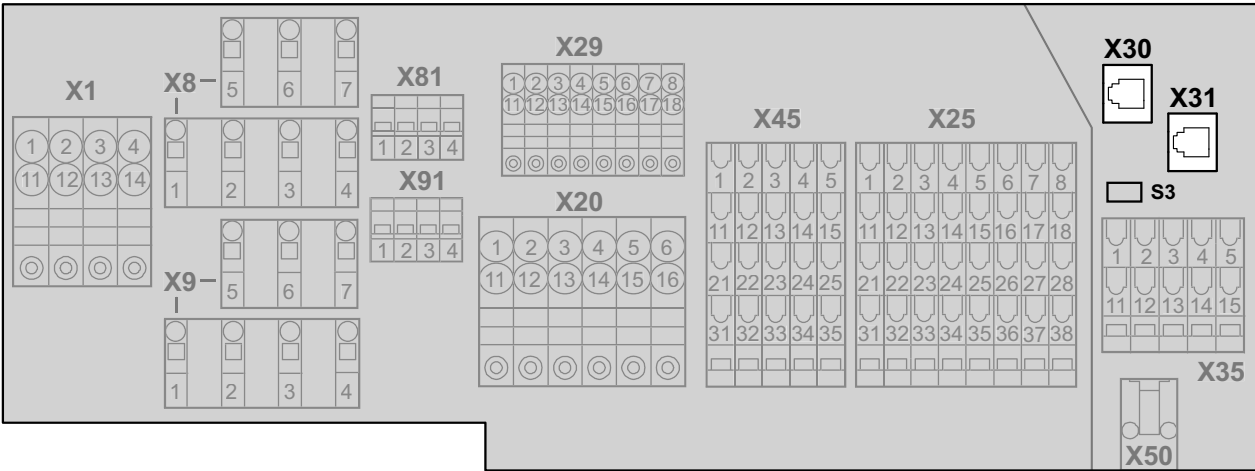 X1
1 2 3 4
11 12 13 14
X8
5 6 7
1 2 3 4
X9
5 6 7
1 2 3 4
X81
1 2 3 4
X91
1 2 3 4
X29
1 2 3 4 5 6 7 8
11 12 13 14 15 16 17 18
X20
1 2 3 4 5 6
11 12 13 14 15 16
X45
1 2 3 4 5
11 12 13 14 15
21 22 23 24 25
31 32 33 34 35
X25
1 2 3 4 5 6 7 8
11 12 13 14 15 16 17 18
21 22 23 24 25 26 27 28
31 32 33 34 35 36 37 38
X30
X31
S3
1 2 3 4 5
11 12 13 14 15
X35
X50